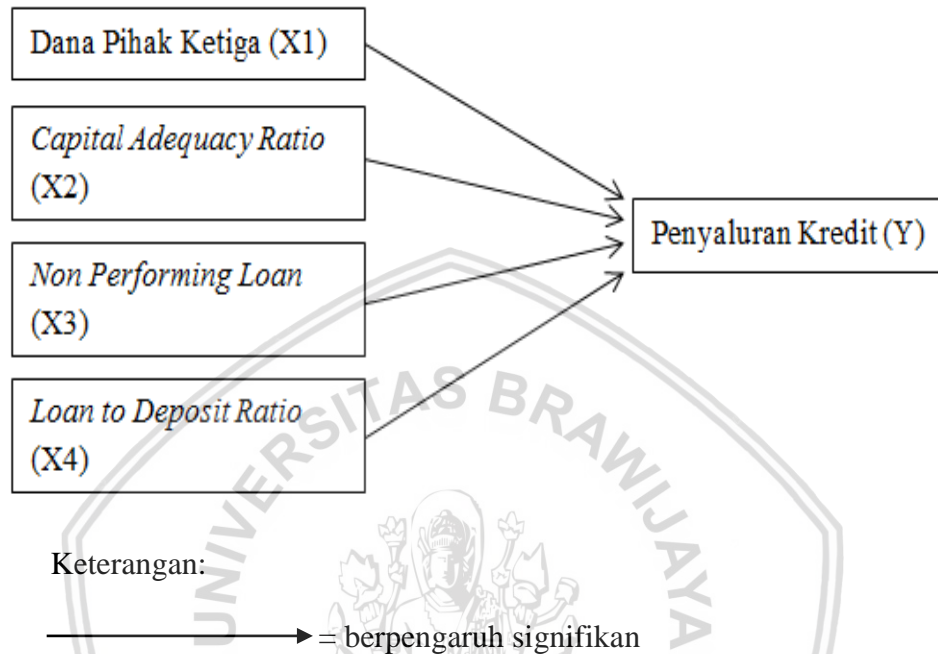 Dana Pihak Ketiga (X1)
Capital Adequacy Ratio
(X2)
Non Performing Loan
(X3)
Loan to Deposit Ratio
(X4)
Penyaluran Kredit (Y)
UNIVERSITAS BRAWIJAYA
Keterangan:
= berpengaruh signifikan